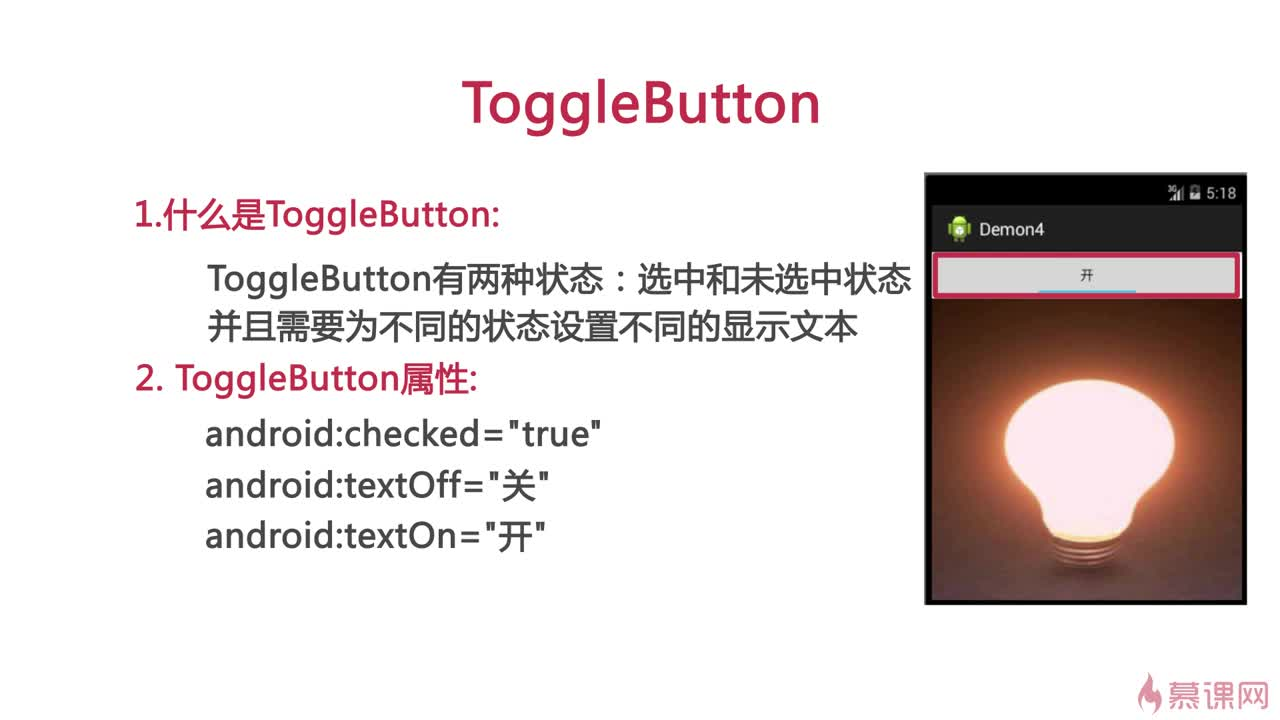 ToggleButton
1.什么是ToggleButton:
ToggleButton有两种状态：选中和未选中状态
并且需要为不同的状态设置不同的显示文本
2. ToggleButton属性:
android:checked="true"
android:textOff="关"
android:textOn="开"
3G 5:18
Demon4
开
慕课网